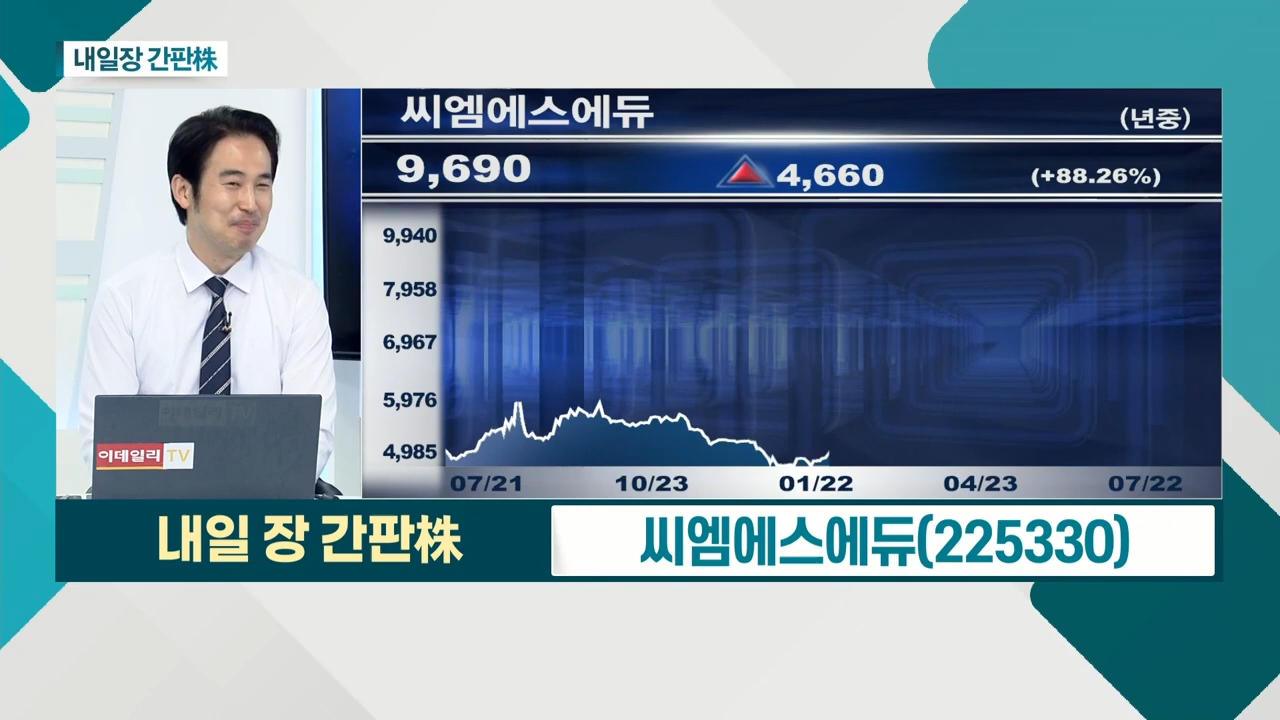 내일장 간판株
씨엠에스에듀
(년중)
9,690
4,660
(+88.26%)
9,940
7,958
6,967
5,976
4,985
07/21
10/23
01/22
04/23
07/22
이데일리 TV
내일 장 간판株
씨엠에스에듀(225330)